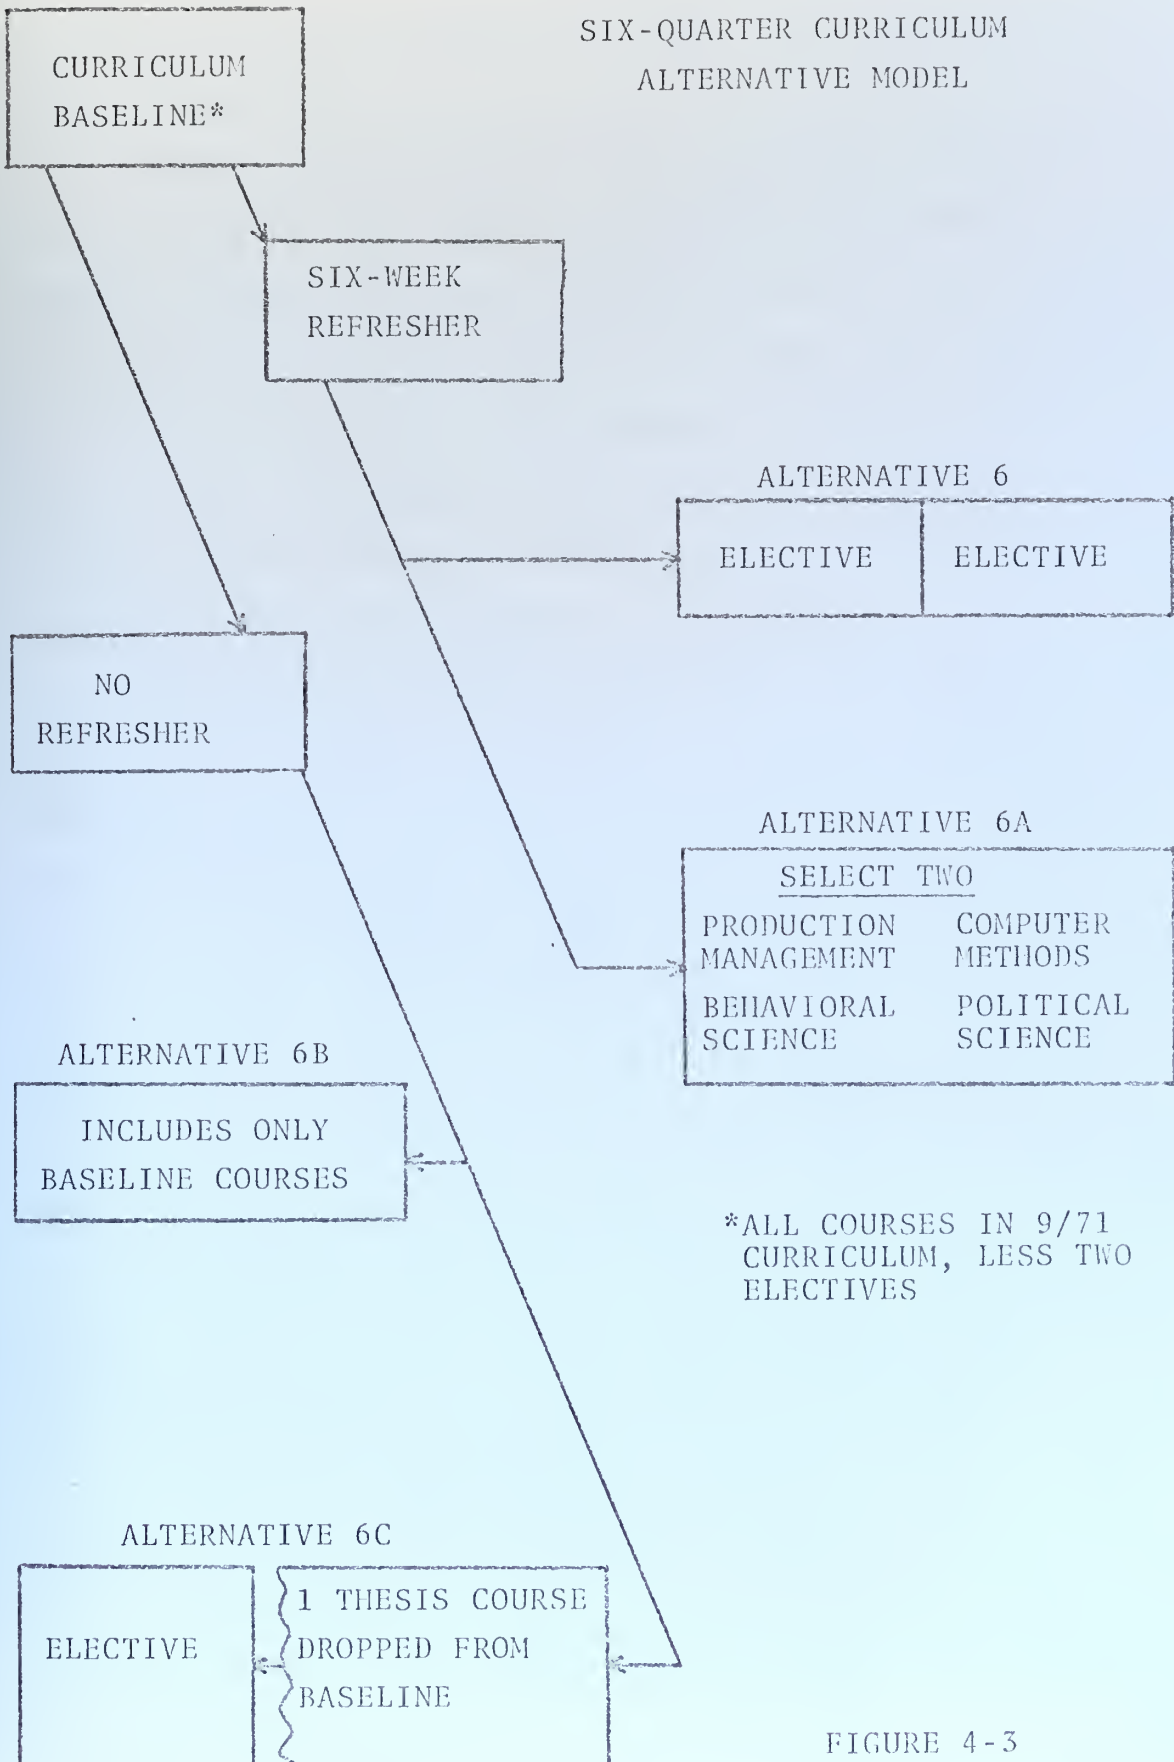 SIX-QUARTER CURRICULUM
ALTERNATIVE MODEL
CURRICULUM
BASELINE*
SIX-WEEK
REFRESHER
ALTERNATIVE 6
ELECTIVE ELECTIVE
NO
REFRESHER
ALTERNATIVE 6A
SELECT TWO
PRODUCTION COMPUTER
MANAGEMENT METHODS
BEHAVIORAL POLITICAL
SCIENCE SCIENCE
ALTERNATIVE 6B
INCLUDES ONLY
BASELINE COURSES
*ALL COURSES IN 9/71
CURRICULUM, LESS TWO
ELECTIVES
ALTERNATIVE 6C
ELECTIVE
1 THESIS COURSE
DROPPED FROM
BASELINE
FIGURE 4-3